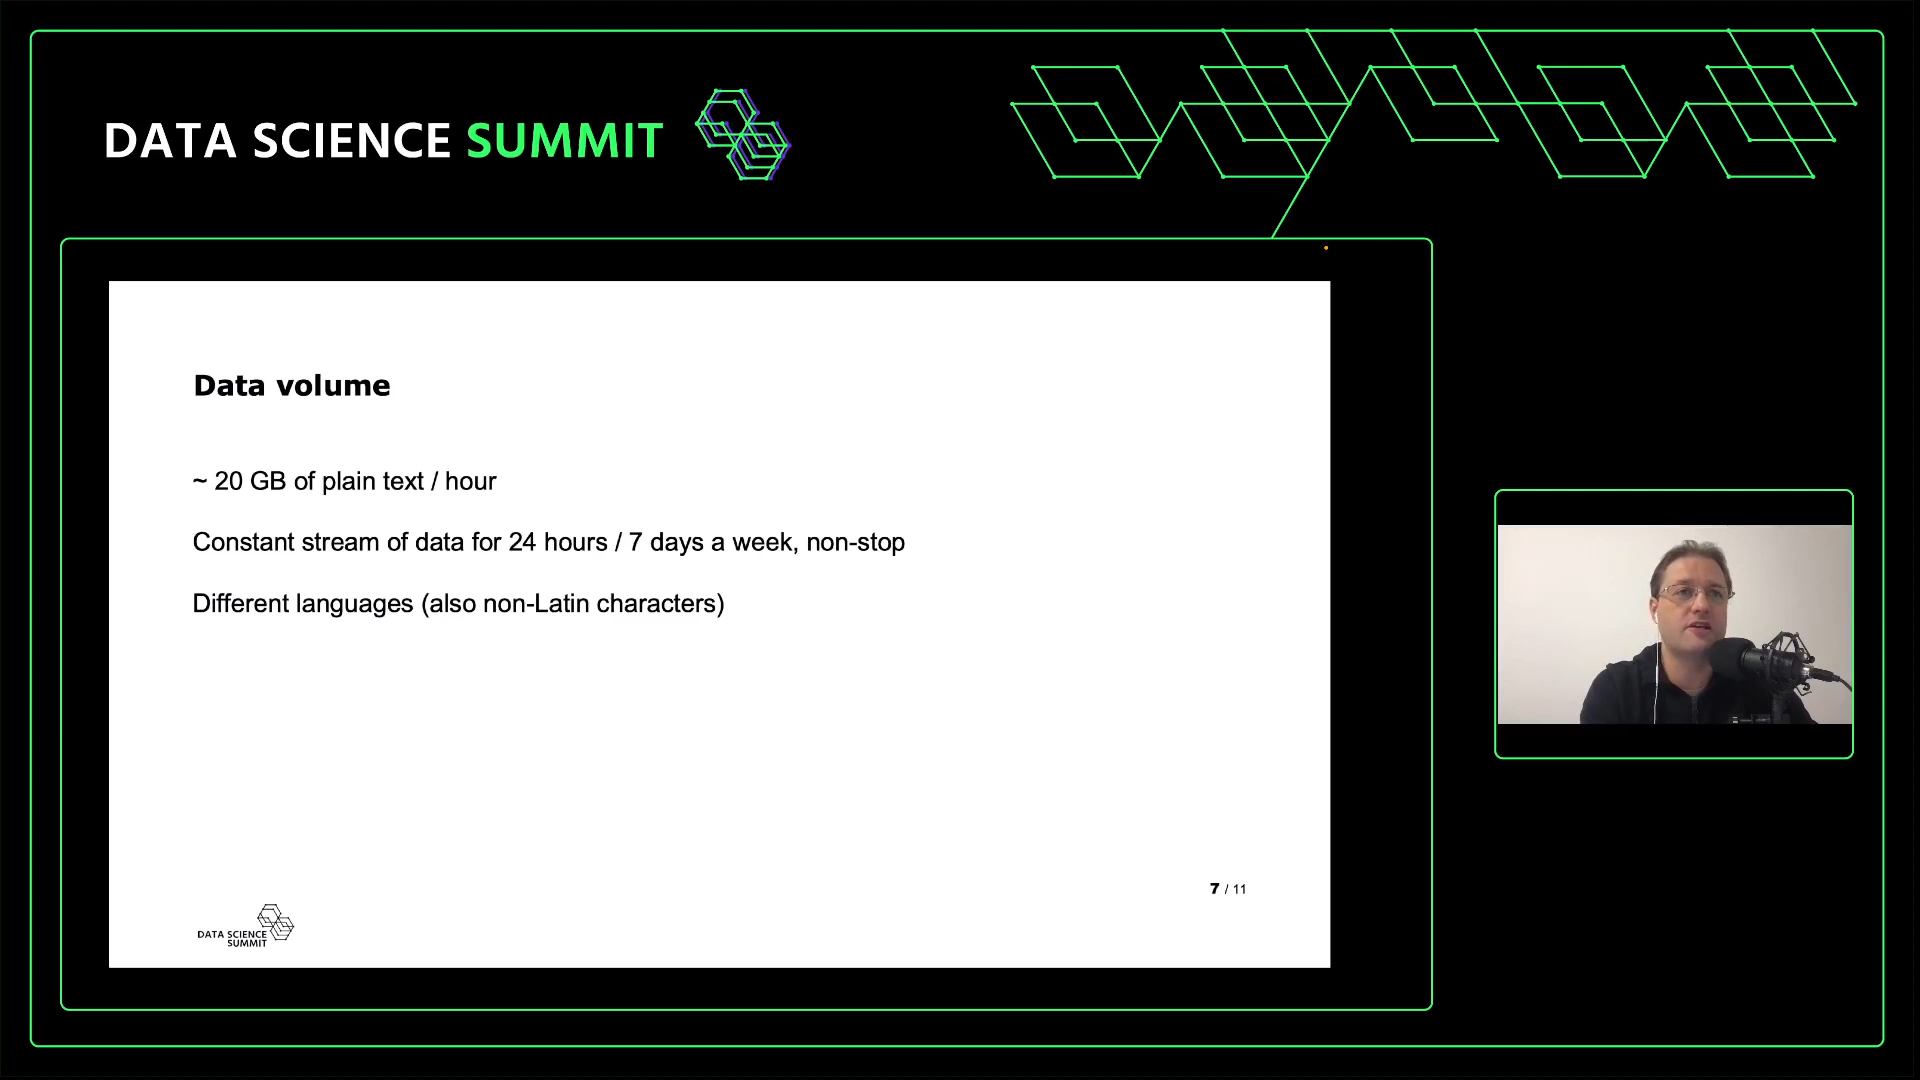 DATA SCIENCE SUMMIT
Data volume
~ 20 GB of plain text / hour
Constant stream of data for 24 hours / 7 days a week, non-stop
Different languages (also non-Latin characters)
7 / 11
DATA SCIENCE
SUMMIT